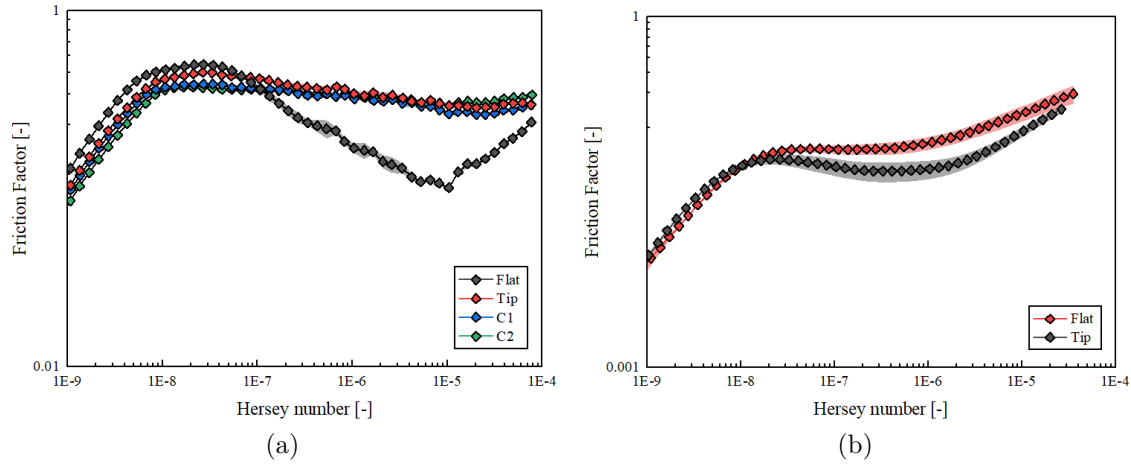 1
Friction Factor [-]
0.01
1E-9 1E-8 1E-7 1E-6 1E-5 1E-4
Hersey number [-]
Flat
Tip
C1
C2
(a)
1
Friction Factor [-]
0.001
1E-9 1E-8 1E-7 1E-6 1E-5 1E-4
Hersey number [-]
Flat
Tip
(b)